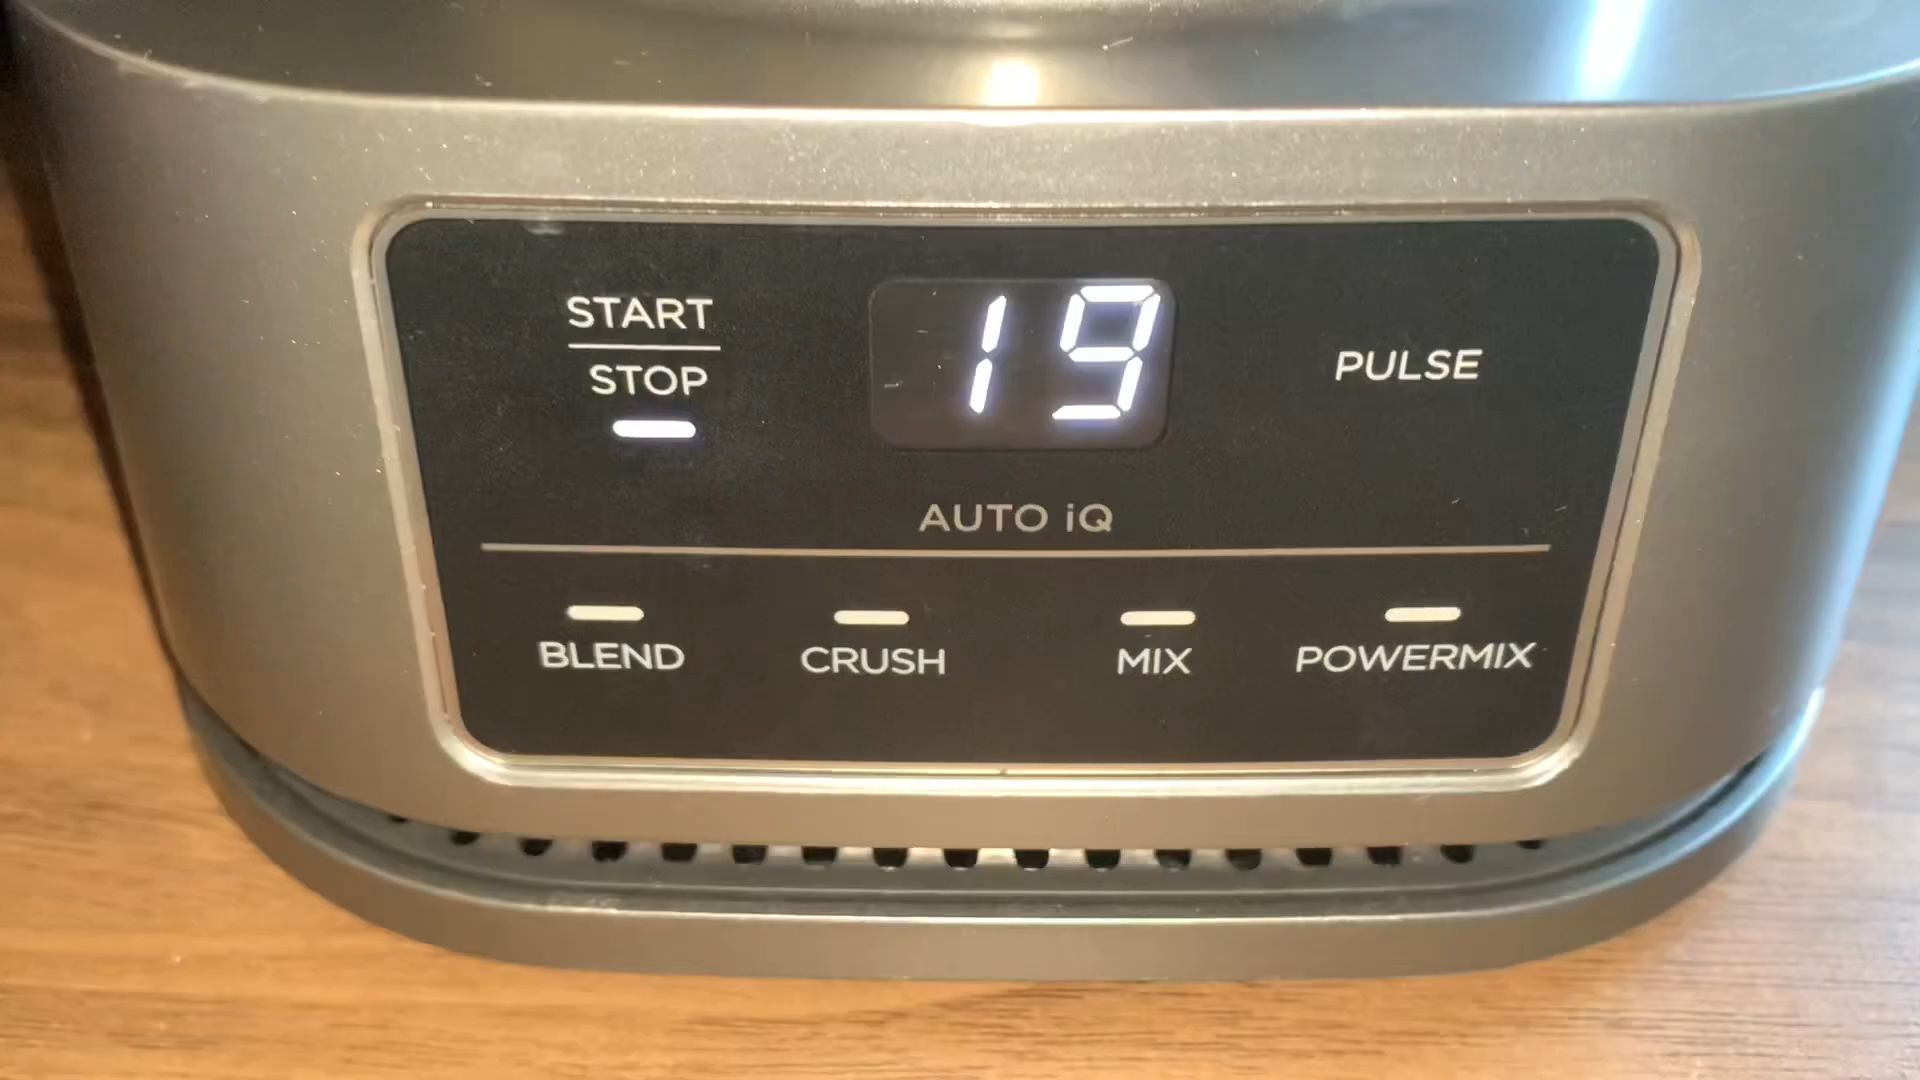 START
STOP
19
PULSE
AUTO iQ
BLEND
CRUSH
MIX
POWERMIX